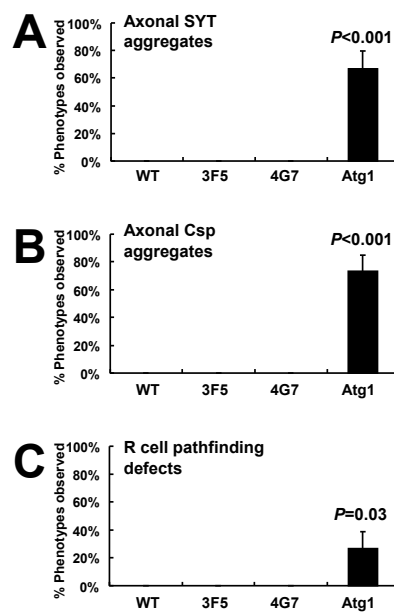 A
Axonal SYT
aggregates
P<0.001
% Phenotypes observed
100%
80%
60%
40%
20%
0%
WT 3F5 4G7 Atg1
B
Axonal Csp
aggregates
P<0.001
% Phenotypes observed
100%
80%
60%
40%
20%
0%
WT 3F5 4G7 Atg1
C
R cell pathfinding
defects
P=0.03
% Phenotypes observed
100%
80%
60%
40%
20%
0%
WT 3F5 4G7 Atg1